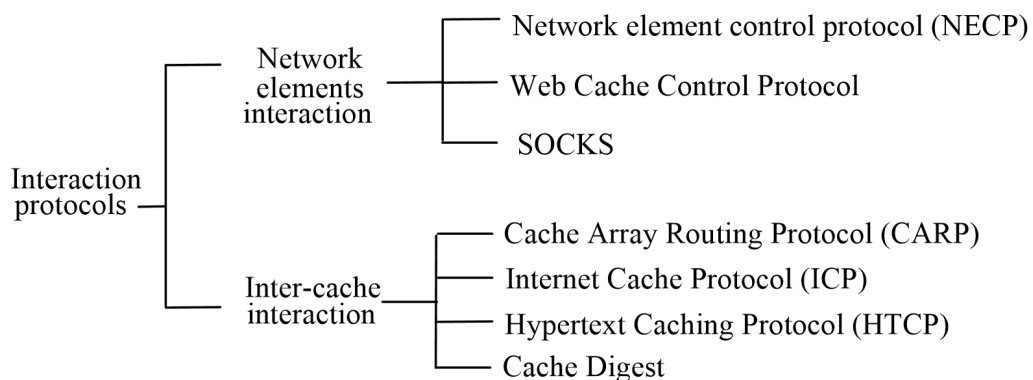 Interaction
protocols
Network
elements
interaction
Network element control protocol (NECP)
Web Cache Control Protocol
SOCKS
Inter-cache
interaction
Cache Array Routing Protocol (CARP)
Internet Cache Protocol (ICP)
Hypertext Caching Protocol (HTCP)
Cache Digest